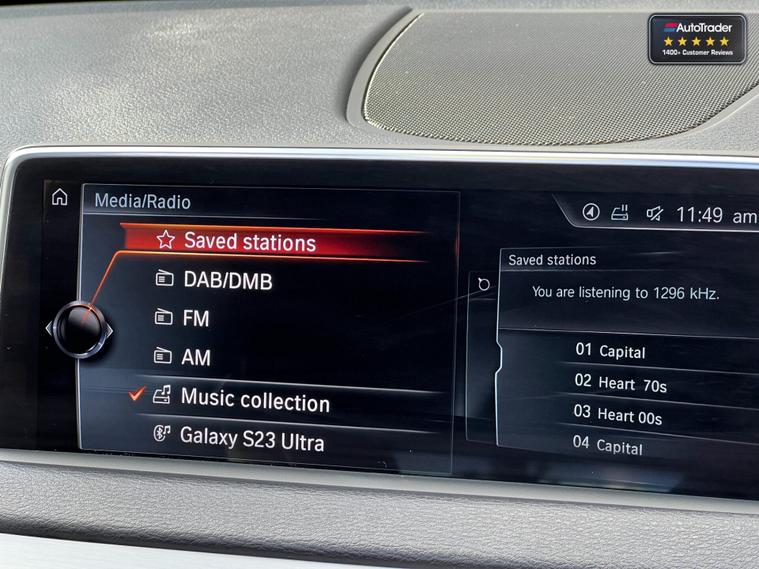 AutoTrader
1400+ Customer Reviews
Media/Radio
11:49 am
Saved stations
DAB/DMB
FM
AM
Music collection
Galaxy S23 Ultra
Saved stations
You are listening to 1296 kHz.
01 Capital
02 Heart 70s
03 Heart 00s
04 Capital